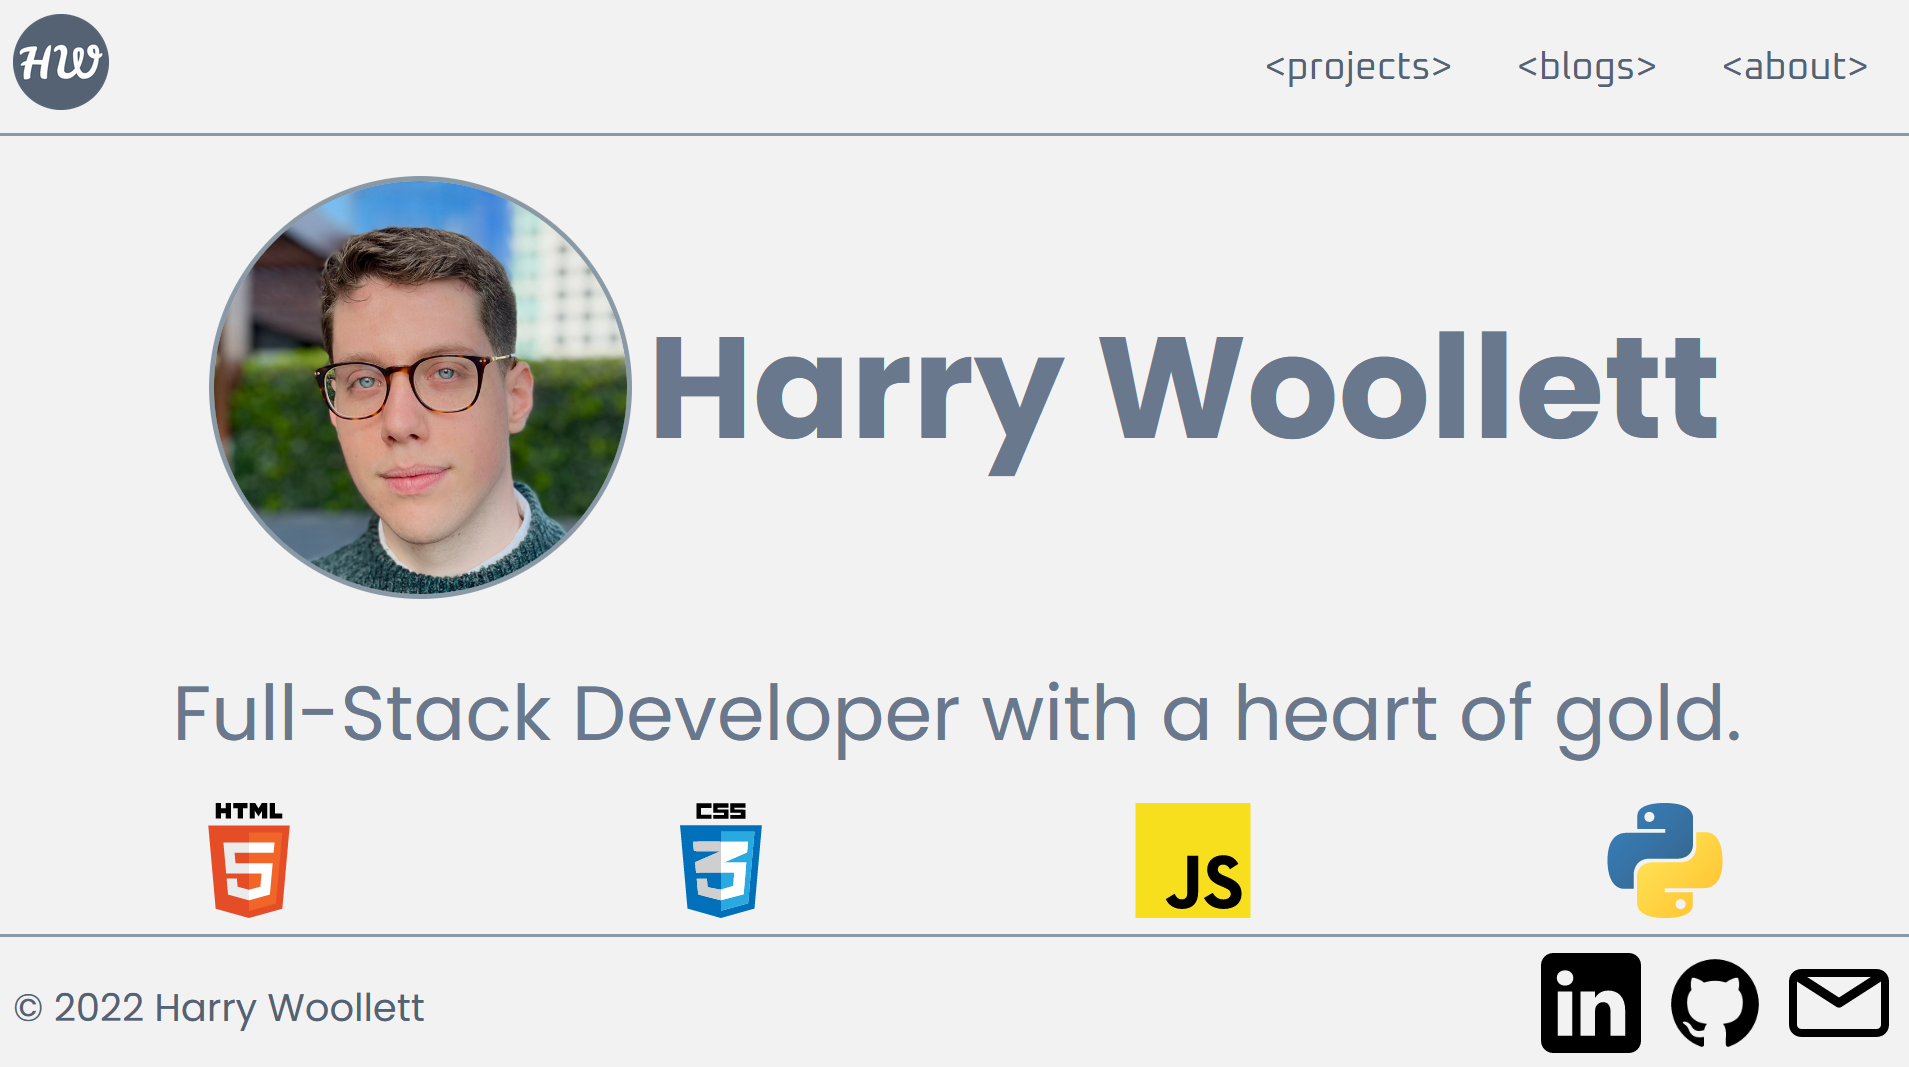 HW
<projects> <blogs> <about>
Harry Woollett
Full-Stack Developer with a heart of gold.
HTML CSS
5 3 JS
© 2022 Harry Woollett in